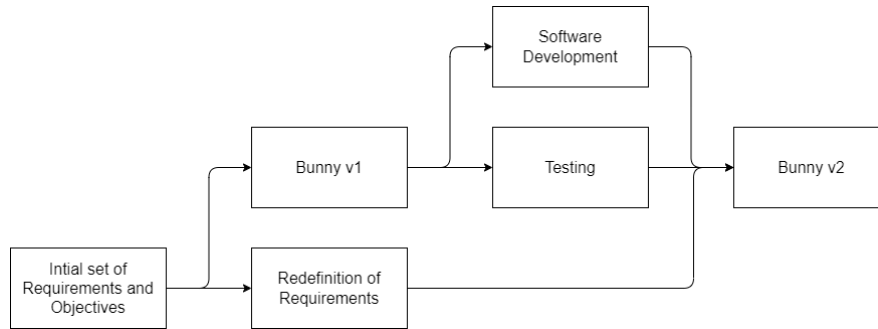 Software
Development
Bunny v1
Testing
Bunny v2
Intial set of
Requirements and
Objectives
Redefinition of
Requirements